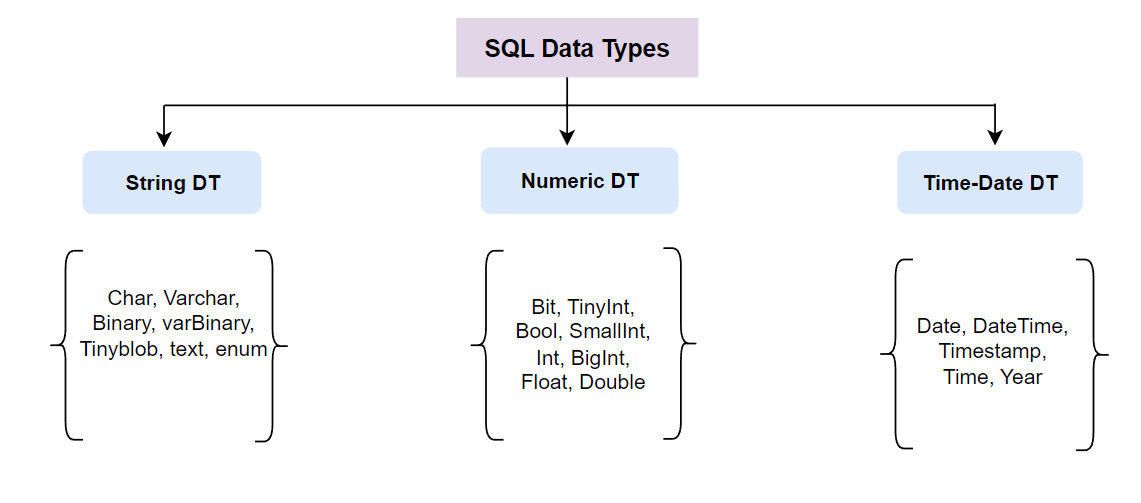 SQL Data Types
String DT
Numeric DT
Time-Date DT
Char, Varchar,
Binary, varBinary,
Tinyblob, text, enum
Bit, TinyInt,
Bool, SmallInt,
Int, BigInt,
Float, Double
Date, DateTime,
Timestamp,
Time, Year